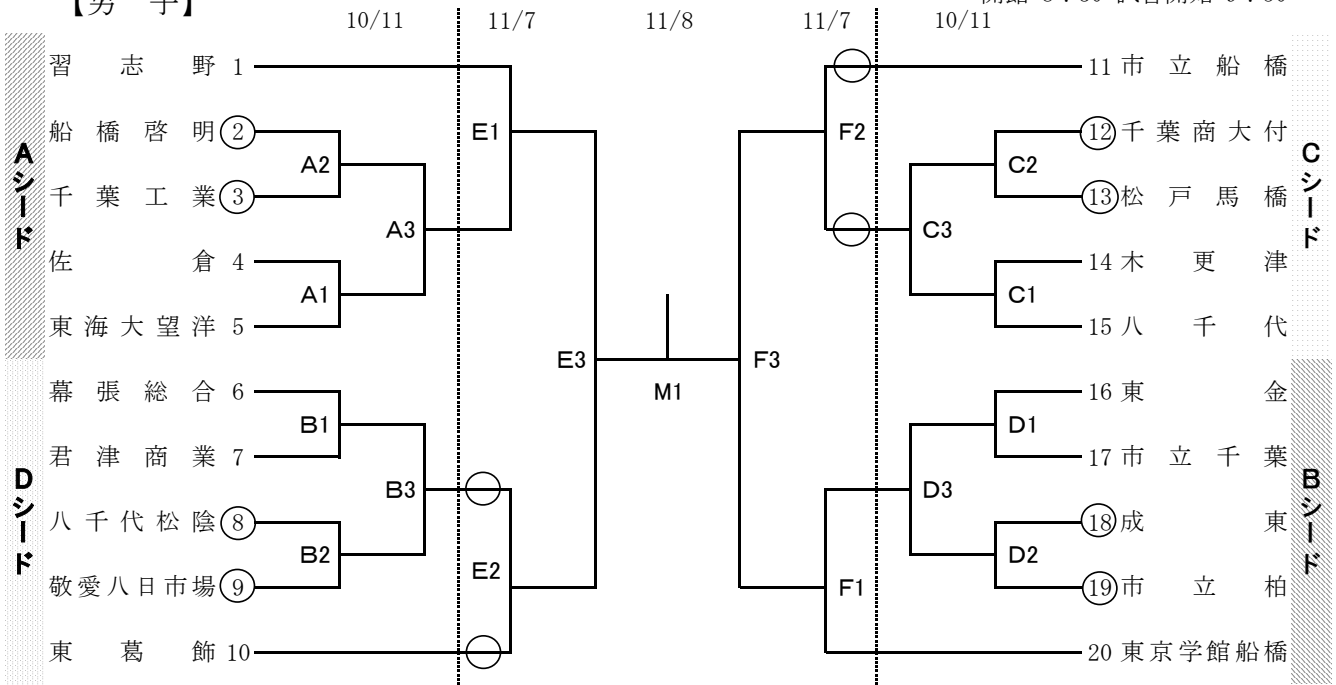 【男 子】
10/11 11/7 11/8 11/7 10/11
習志野 1
船橋啓明 ②
千葉工業 ③
佐倉 4
東海大望洋 5
幕張総合 6
君津商業 7
八千代松陰 ⑧
敬愛八日市場 ⑨
東葛飾 10
Aシード
Dシード
A2
A1
A3
B1
B2
B3
E1
E2
E3
M1
F3
F2
F1
C3
D3
C2
C1
D1
D2
11 市立船橋
⑫ 千葉商大付
⑬ 松戸馬橋
14 木更津
15 八千代
16 東金
17 市立千葉
⑱ 成東
⑲ 市立柏
20 東京学館船橋
Cシード
Bシード